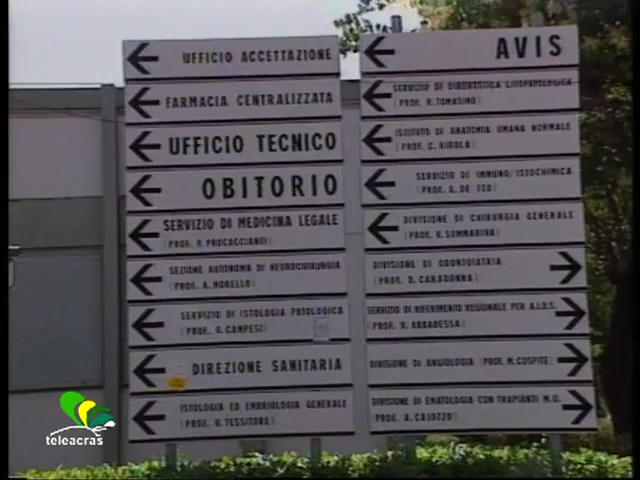 UFFICIO ACCETTAZIONE
FARMACIA CENTRALIZZATA
UFFICIO TECNICO
OBITORIO
SERVIZIO DI MEDICINA LEGALE
(PROF. P. PROCACCIANTI)
SEZIONE AUTONOMA DI NEUROCHIRURGIA
(PROF. A. MORELLO)
SERVIZIO DI ISTOLOGIA PATOLOGICA
(PROF. G. CAMPESI)
DIREZIONE SANITARIA
ISTOLOGIA ED EMBRIOLOGIA GENERALE
(PROF. V. TESSITORE)
AVIS
SERVIZIO DI DIAGNOSTICA CITOPATOLOGICA
(PROF. R. TOMASINO)
ISTITUTO DI ANATOMIA UMANA NORMALE
(PROF. C. RIDOLA)
SERVIZIO DI IMMUNO/ISTOCHIMICA
(PROF. G. DE FEO)
DIVISIONE DI CHIRURGIA GENERALE
(PROF. V. SOMMARIVA)
DIVISIONE DI ODONTOIATRIA
(PROF. D. CARADONNA)
SERVIZIO DI RIFERIMENTO REGIONALE PER A.I.D.S.
(PROF. V. ABBADESSA)
DIVISIONE DI ANGIOLOGIA (PROF. M. COSPITE)
DIVISIONE DI EMATOLOGIA CON TRAPIANTI M.O.
(PROF. A. CAJOZZO)
teleacras